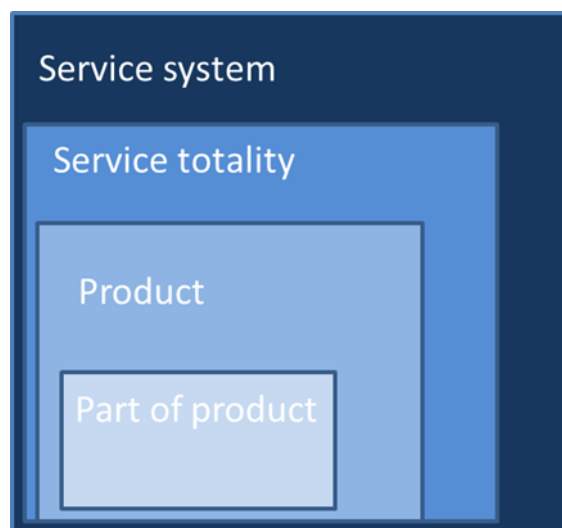 Service system
Service totality
Product
Part of product